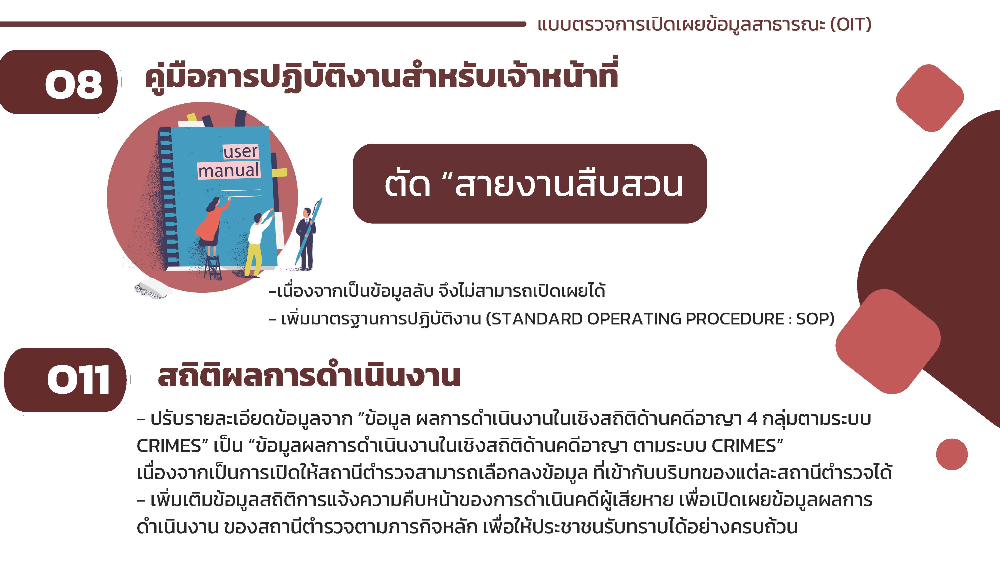 แบบตรวจการเปิดเผยข้อมูลสาธารณะ (OIT)
O8
คู่มือการปฏิบัติงานสำหรับเจ้าหน้าที่
user
manual
ตัด “สายงานสืบสวน
-เนื่องจากเป็นข้อมูลลับ จึงไม่สามารถเปิดเผยได้
- เพิ่มมาตรฐานการปฏิบัติงาน (STANDARD OPERATING PROCEDURE : SOP)
O11
สถิติผลการดำเนินงาน
- ปรับรายละเอียดข้อมูลจาก “ข้อมูล ผลการดำเนินงานในเชิงสถิติด้านคดีอาญา 4 กลุ่มตามระบบ
CRIMES” เป็น “ข้อมูลผลการดำเนินงานในเชิงสถิติด้านคดีอาญา ตามระบบ CRIMES”
เนื่องจากเป็นการเปิดให้สถานีตำรวจสามารถเลือกลงข้อมูล ที่เข้ากับบริบทของแต่ละสถานีตำรวจได้
- เพิ่มเติมข้อมูลสถิติการแจ้งความคืบหน้าของการดำเนินคดีผู้เสียหาย เพื่อเปิดเผยข้อมูลผลการ
ดำเนินงาน ของสถานีตำรวจตามภารกิจหลัก เพื่อให้ประชาชนรับทราบได้อย่างครบถ้วน